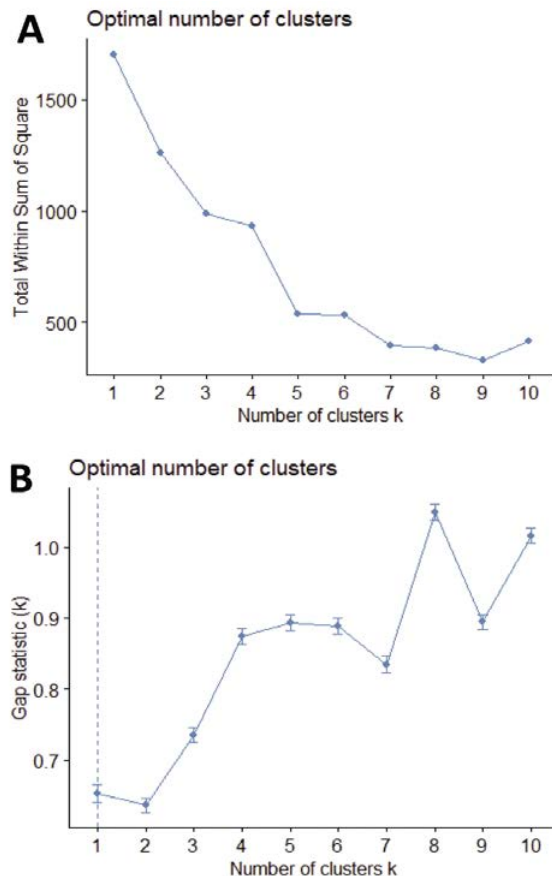 A
Optimal number of clusters
Total Within Sum of Square
1500
1000
500
1 2 3 4 5 6 7 8 9 10
Number of clusters k
B
Optimal number of clusters
Gap statistic (k)
1.0
0.9
0.8
0.7
1 2 3 4 5 6 7 8 9 10
Number of clusters k